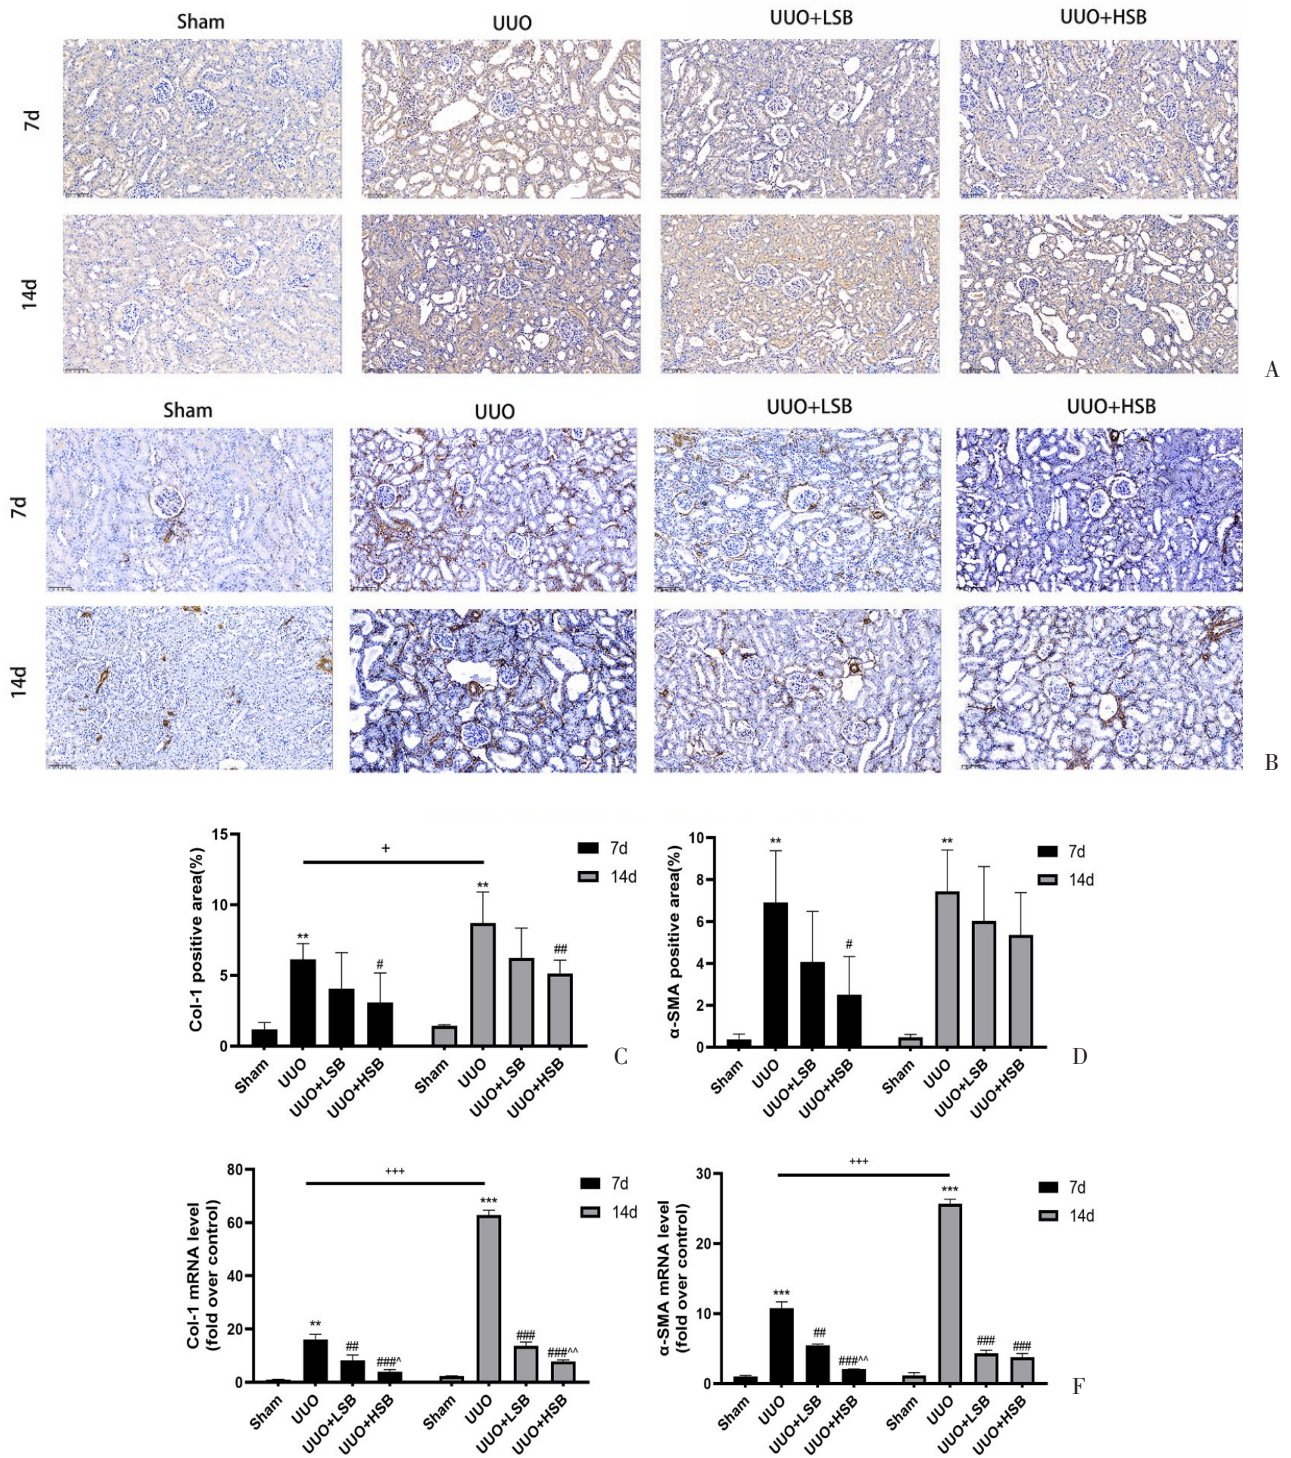 Sham UUO UUO+LSB UUO+HSB
7d
14d
A
Sham UUO UUO+LSB UUO+HSB
7d
14d
B
Col-1 positive area(%)
15
10
5
0
+
** # ** ##
7d
14d
Sham UUO UUO+LSB UUO+HSB Sham UUO UUO+LSB UUO+HSB
C
α-SMA positive area(%)
10
8
6
4
2
0
** # **
7d
14d
Sham UUO UUO+LSB UUO+HSB Sham UUO UUO+LSB UUO+HSB
D
Col-1 mRNA level
(fold over control)
80
60
40
20
0
+++
** ## ###^ *** ### ###^^
7d
14d
Sham UUO UUO+LSB UUO+HSB Sham UUO UUO+LSB UUO+HSB
α-SMA mRNA level
(fold over control)
30
20
10
0
+++
*** ## ###^^ *** ### ###
7d
14d
Sham UUO UUO+LSB UUO+HSB Sham UUO UUO+LSB UUO+HSB
F